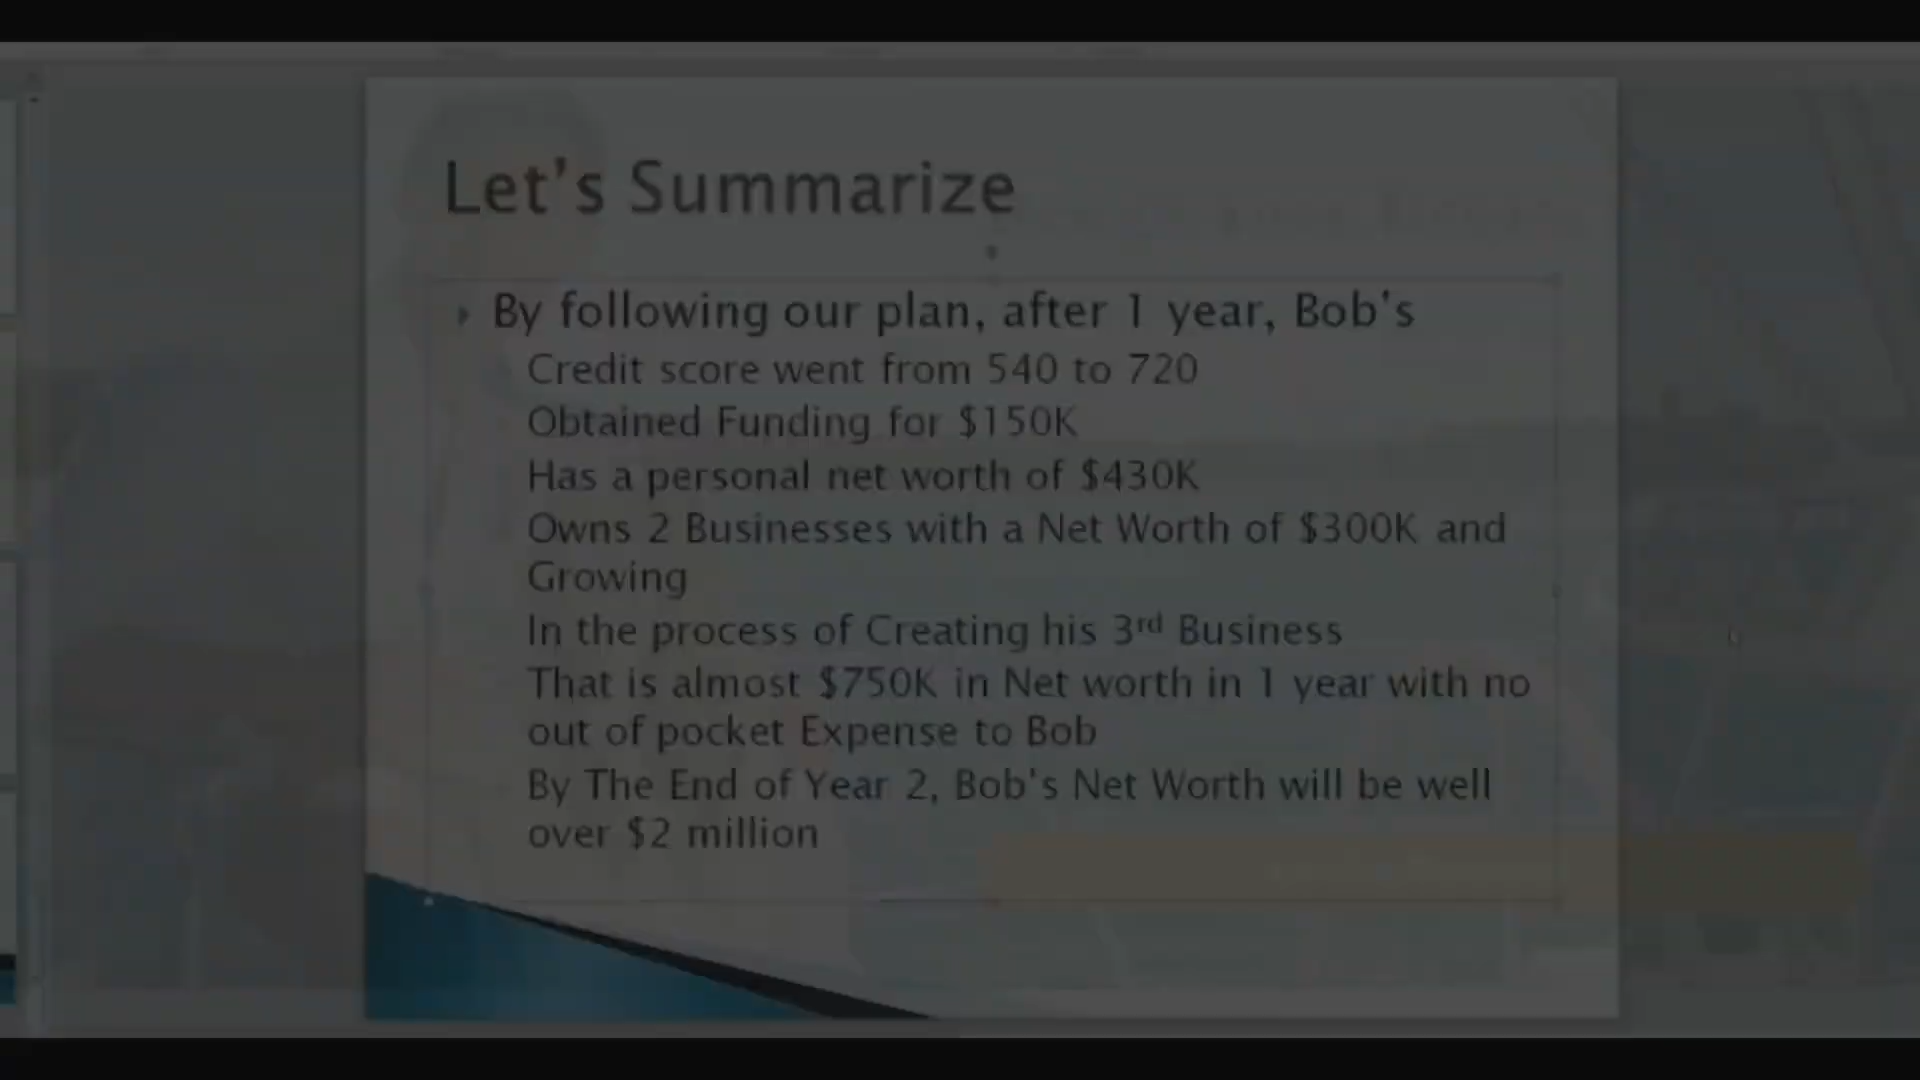 Let's Summarize
By following our plan, after 1 year, Bob's
Credit score went from 540 to 720
Obtained Funding for $150K
Has a personal net worth of $430K
Owns 2 Businesses with a Net Worth of $300K and
Growing
In the process of Creating his 3rd Business
That is almost $750K in Net worth in 1 year with no
out of pocket Expense to Bob
By The End of Year 2, Bob's Net Worth will be well
over $2 million